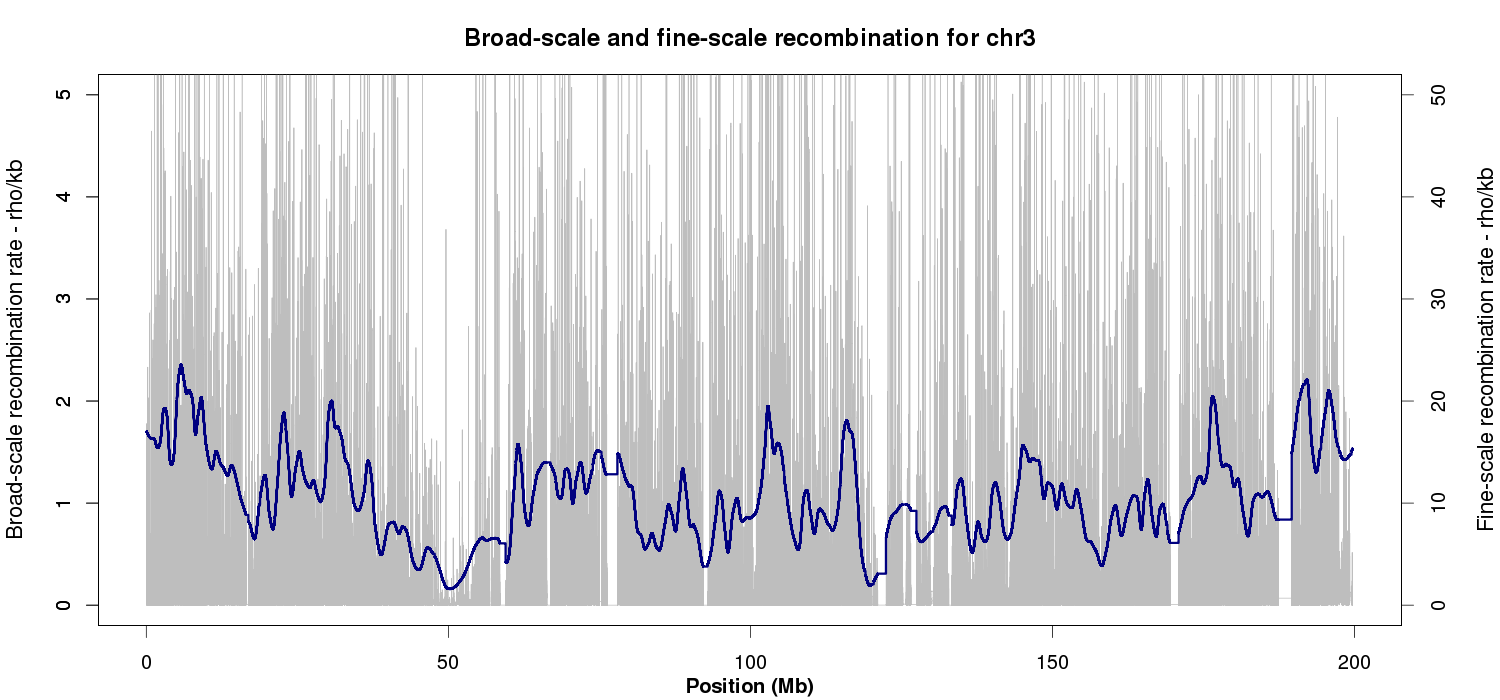 Broad-scale and fine-scale recombination for chr3
Broad-scale recombination rate - rho/kb
0 1 2 3 4 5
0 50 100 150 200
Position (Mb)
0 10 20 30 40 50
Fine-scale recombination rate - rho/kb